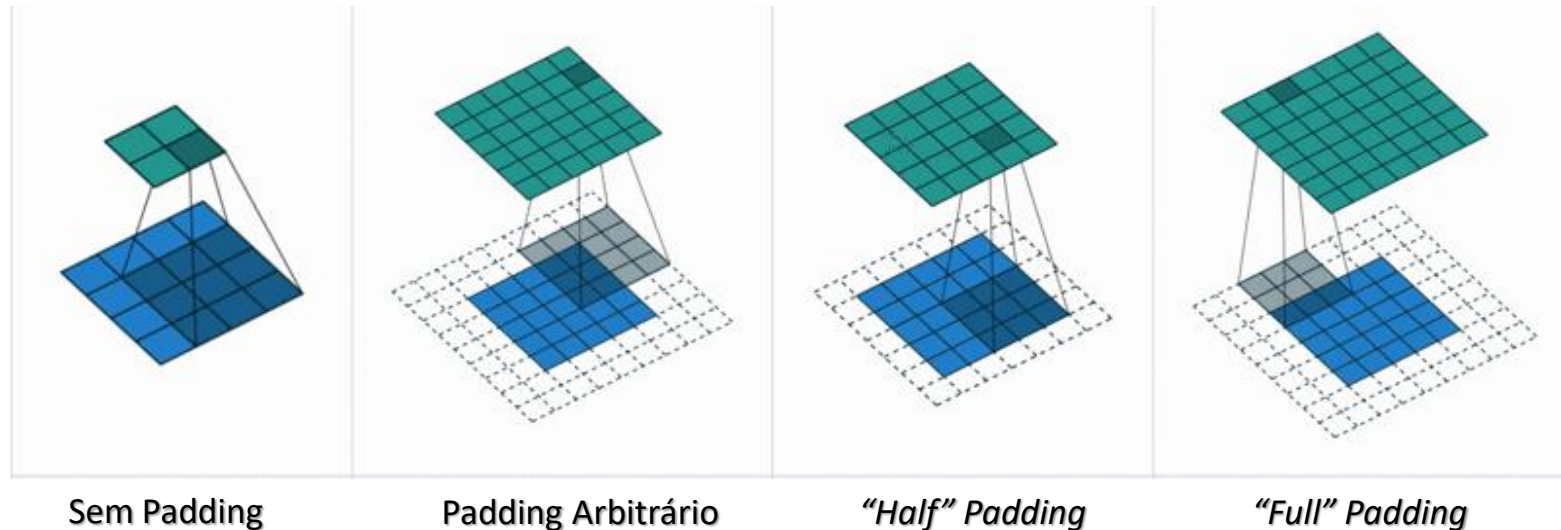 Sem Padding
Padding Arbitrário
“Half” Padding
“Full” Padding